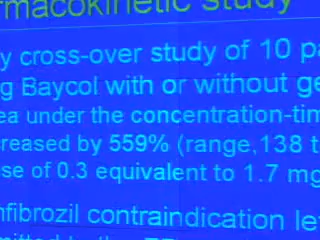 rmacokinetic study
y cross-over study of 10 pa
g Baycol with or without ge
ea under the concentration-tim
reased by 559% (range,138 t
se of 0.3 equivalent to 1.7 mg
nfibrozil contraindication le